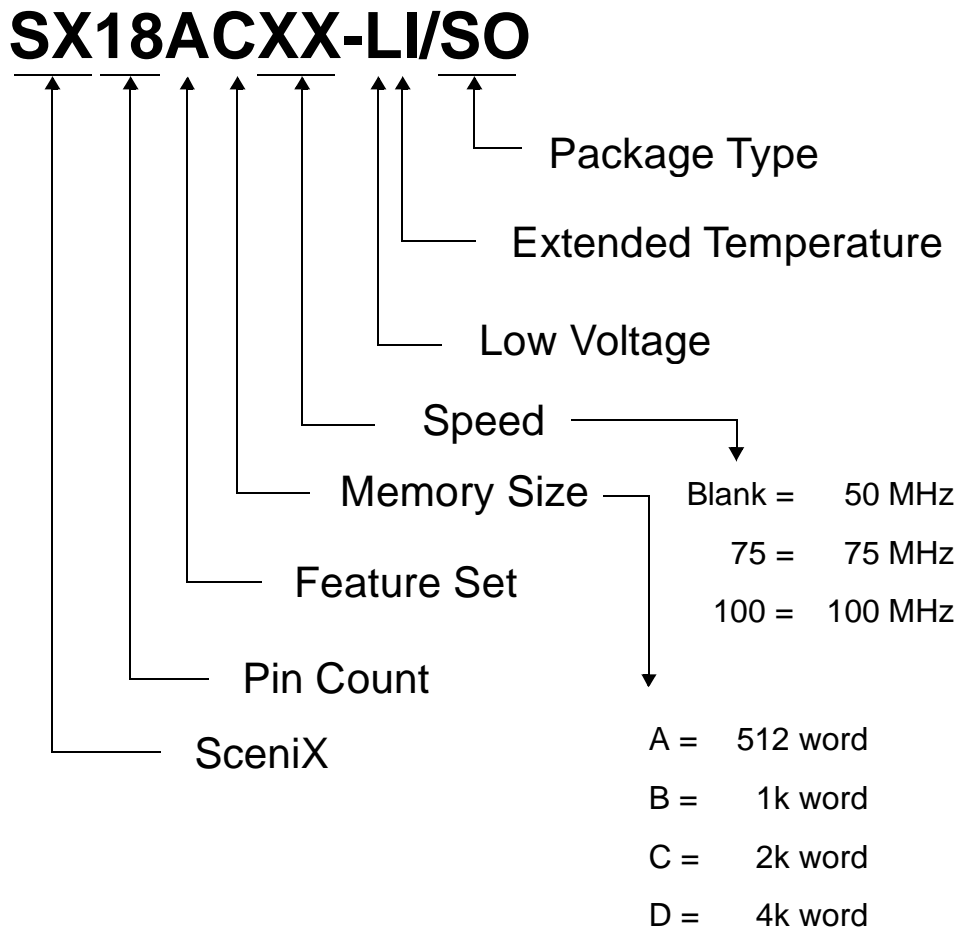 SX18ACXX-LI/SO
Package Type
Extended Temperature
Low Voltage
Speed
Memory Size
Feature Set
Pin Count
SceniX
Blank = 50 MHz
75 = 75 MHz
100 = 100 MHz
A = 512 word
B = 1k word
C = 2k word
D = 4k word